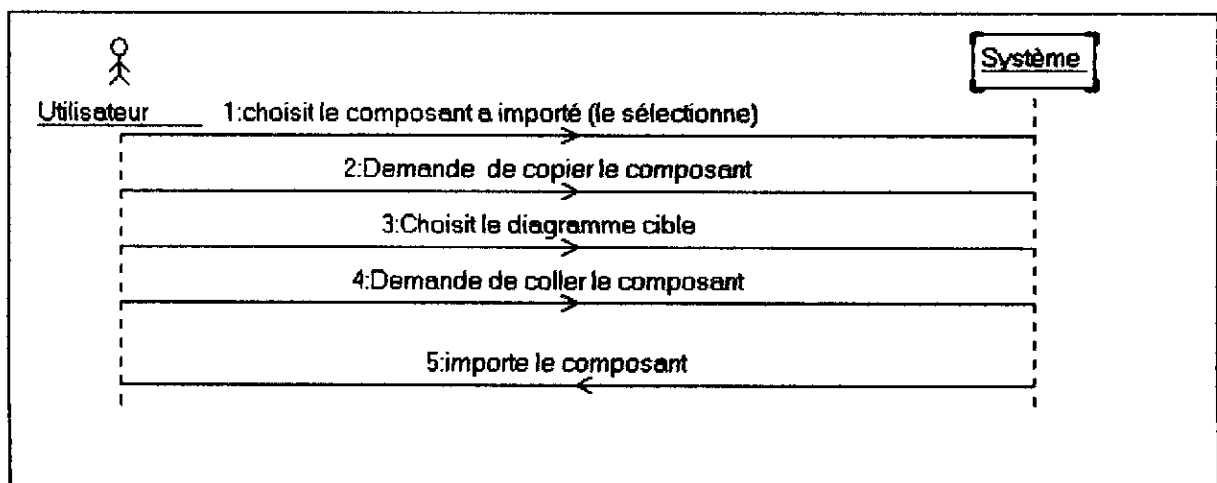 Système
Utilisateur
1:choisit le composant a importé (le sélectionne)
2:Demande de copier le composant
3:Choisit le diagramme cible
4:Demande de coller le composant
5:importe le composant